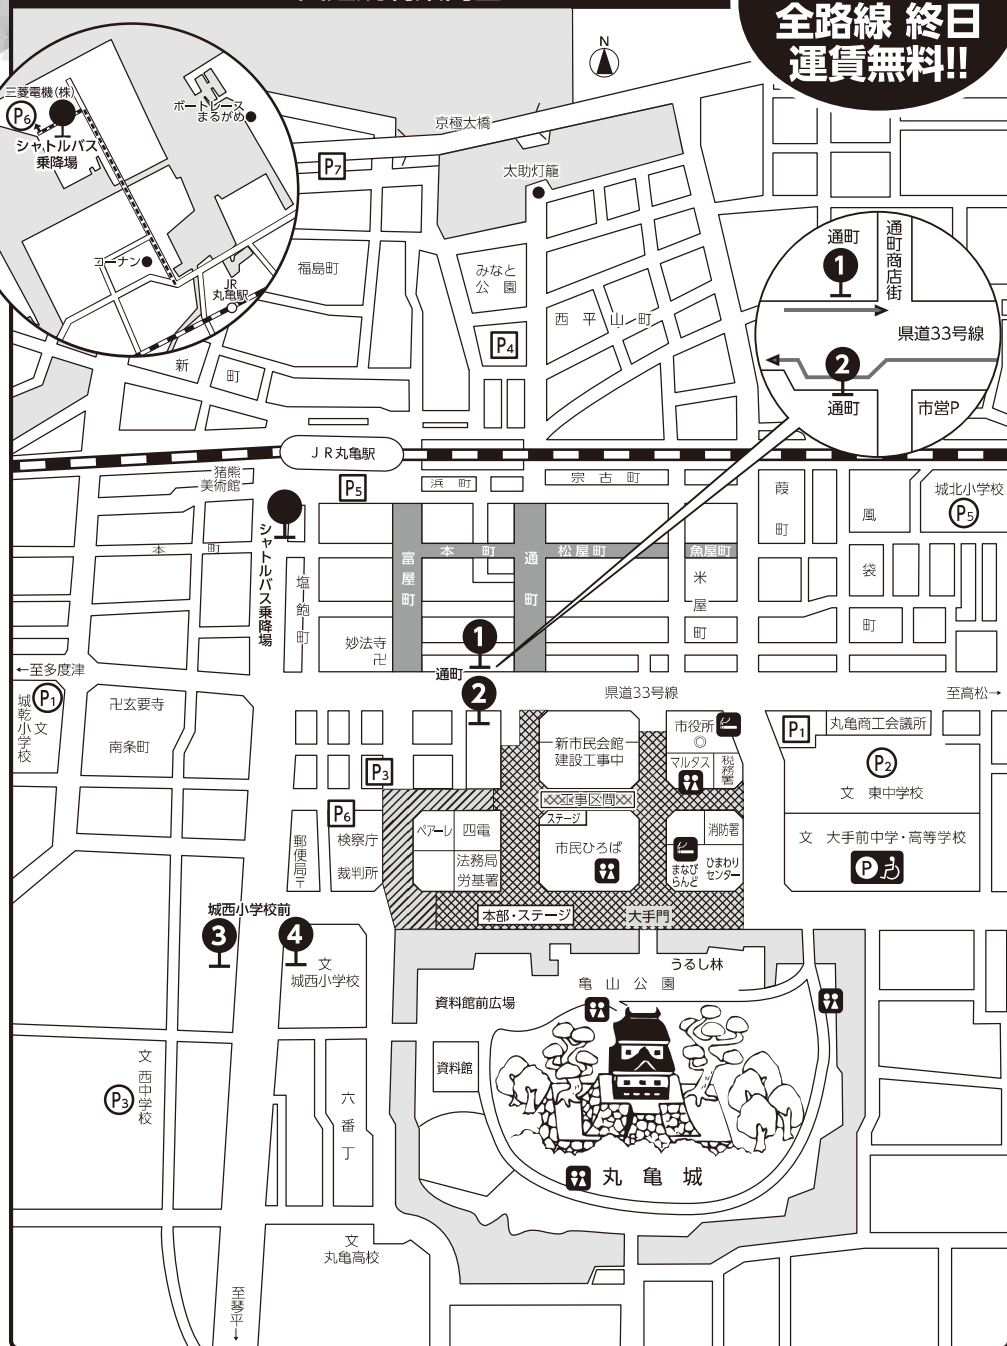 全路線 終日
運賃無料!!
N
三菱電機(株)
P6
シャトルバス
乗降場
ボートレース
まるがめ
コーナン
JR
丸亀駅
P7
京極大橋
太助灯籠
福島町
みなと
公園
P4
西平山町
新町
通町
1
通町商店街
県道33号線
2
通町
市営P
JR丸亀駅
猪熊
美術館
P5
浜町
宗古町
葭町
風袋町
城北小学校
P5
シャトルバス乗降場
本町
塩飽町
富屋町
本町
通町
松屋町
魚屋町
米屋町
妙法寺
卍
1
通町
2
←至多度津
県道33号線
至高松→
P1
文
城乾小学校
卍玄要寺
南条町
P3
P6
検察庁
裁判所
郵便局〒
ペアーレ
四電
法務局
労基署
新市民会館
建設工事中
工事区間
ステージ
市民ひろば
市役所
◎
マルタス
税務署
消防署
まなび
らんど
ひまわり
センター
P1
丸亀商工会議所
P2
文 東中学校
文 大手前中学・高等学校
P
本部・ステージ
大手門
城西小学校前
3
4
文
城西小学校
うるし林
亀山公園
資料館前広場
資料館
丸亀城
文
西中学校
P3
六番丁
文
丸亀高校
至琴平→